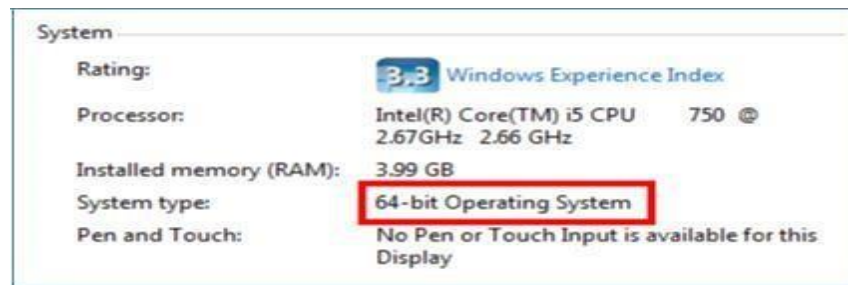 System
Rating: 3.3 Windows Experience Index
Processor: Intel(R) Core(TM) i5 CPU 750 @
2.67GHz 2.66 GHz
Installed memory (RAM): 3.99 GB
System type: 64-bit Operating System
Pen and Touch: No Pen or Touch Input is available for this
Display